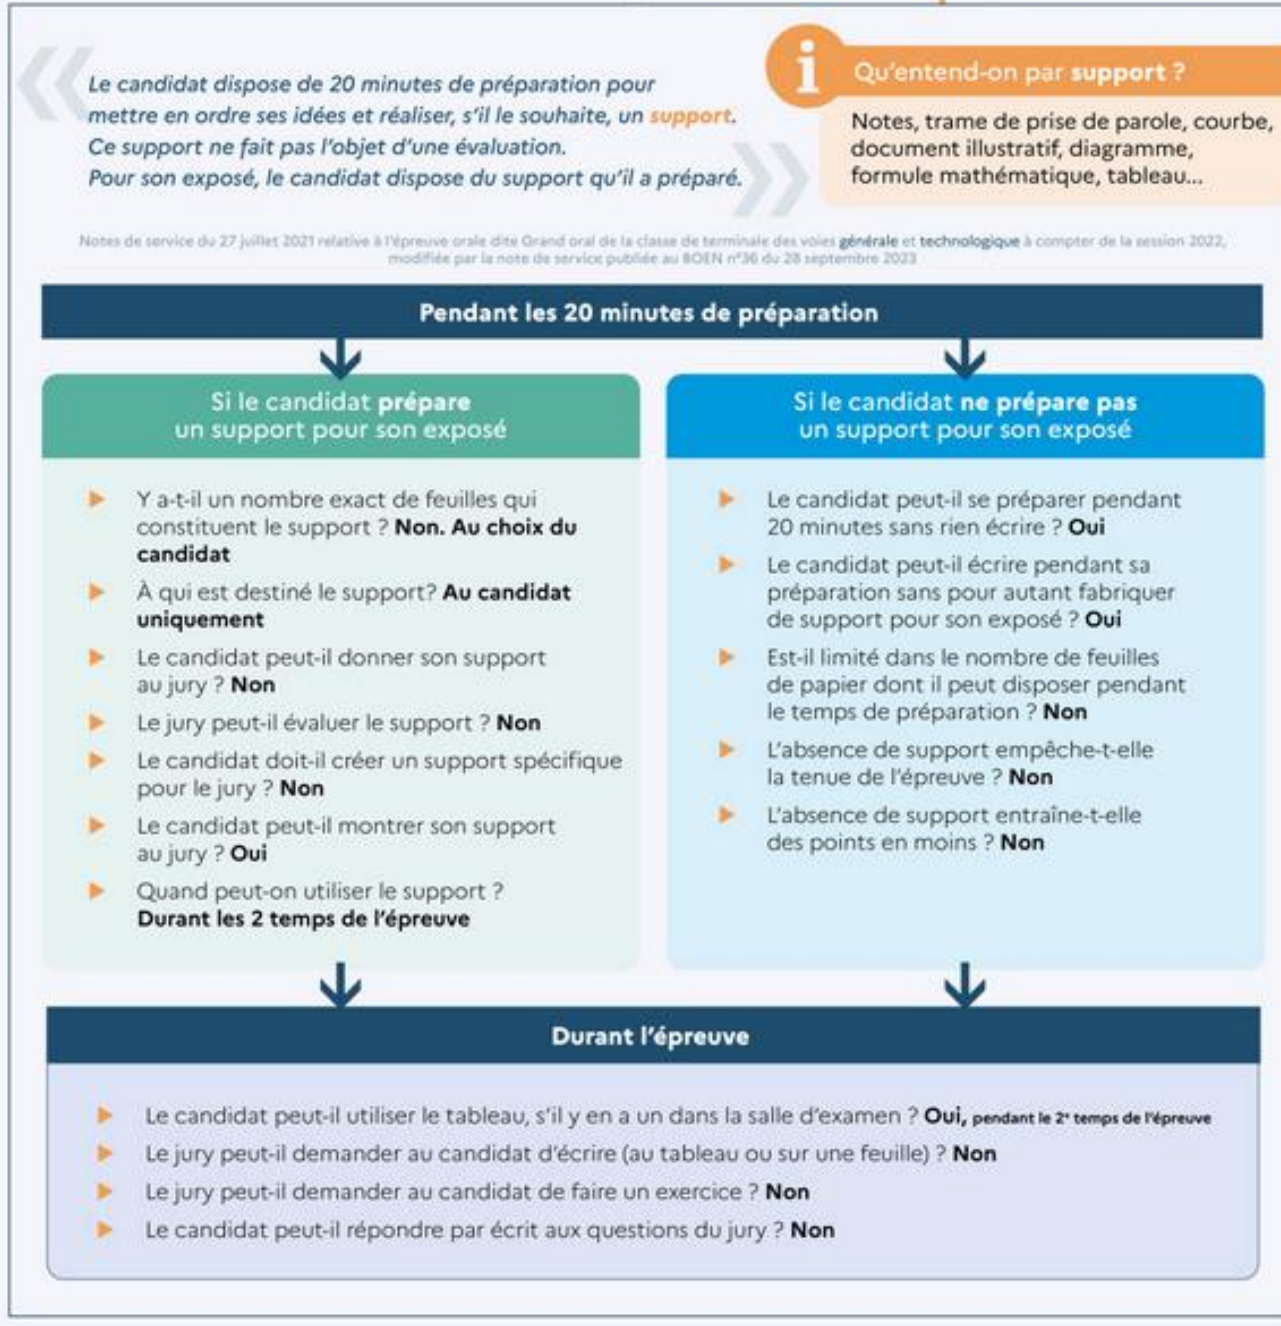 Le candidat dispose de 20 minutes de préparation pour
mettre en ordre ses idées et réaliser, s'il le souhaite, un support.
Ce support ne fait pas l'objet d'une évaluation.
Pour son exposé, le candidat dispose du support qu'il a préparé.
Qu'entend-on par support ?
Notes, trame de prise de parole, courbe,
document illustratif, diagramme,
formule mathématique, tableau...
Notes de service du 27 juillet 2021 relative à l'épreuve orale dite Grand oral de la classe de terminale des voies générale et technologique à compter de la session 2022,
modifiée par la note de service publiée au BOEN n°36 du 28 septembre 2023
Pendant les 20 minutes de préparation
Si le candidat prépare
un support pour son exposé
Y a-t-il un nombre exact de feuilles qui
constituent le support ? Non. Au choix du
candidat
À qui est destiné le support? Au candidat
uniquement
Le candidat peut-il donner son support
au jury ? Non
Le jury peut-il évaluer le support ? Non
Le candidat doit-il créer un support spécifique
pour le jury ? Non
Le candidat peut-il montrer son support
au jury ? Oui
Quand peut-on utiliser le support ?
Durant les 2 temps de l'épreuve
Si le candidat ne prépare pas
un support pour son exposé
Le candidat peut-il se préparer pendant
20 minutes sans rien écrire ? Oui
Le candidat peut-il écrire pendant sa
préparation sans pour autant fabriquer
de support pour son exposé ? Oui
Est-il limité dans le nombre de feuilles
de papier dont il peut disposer pendant
le temps de préparation ? Non
L'absence de support empêche-t-elle
la tenue de l'épreuve ? Non
L'absence de support entraîne-t-elle
des points en moins ? Non
Durant l'épreuve
Le candidat peut-il utiliser le tableau, s'il y en a un dans la salle d'examen ? Oui, pendant le 2e temps de l'épreuve
Le jury peut-il demander au candidat d'écrire (au tableau ou sur une feuille) ? Non
Le jury peut-il demander au candidat de faire un exercice ? Non
Le candidat peut-il répondre par écrit aux questions du jury ? Non